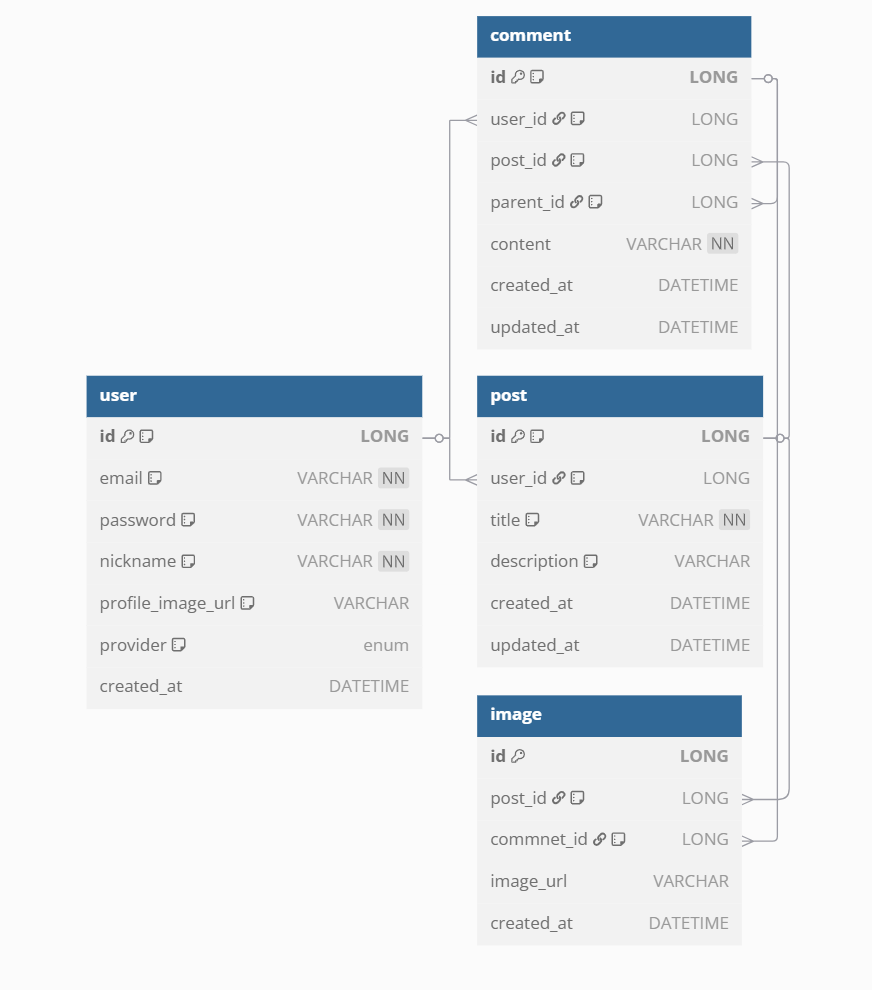 comment
id LONG
user_id LONG
post_id LONG
parent_id LONG
content VARCHAR NN
created_at DATETIME
updated_at DATETIME
user
id LONG
email VARCHAR NN
password VARCHAR NN
nickname VARCHAR NN
profile_image_url VARCHAR
provider enum
created_at DATETIME
post
id LONG
user_id LONG
title VARCHAR NN
description VARCHAR
created_at DATETIME
updated_at DATETIME
image
id LONG
post_id LONG
commnet_id LONG
image_url VARCHAR
created_at DATETIME